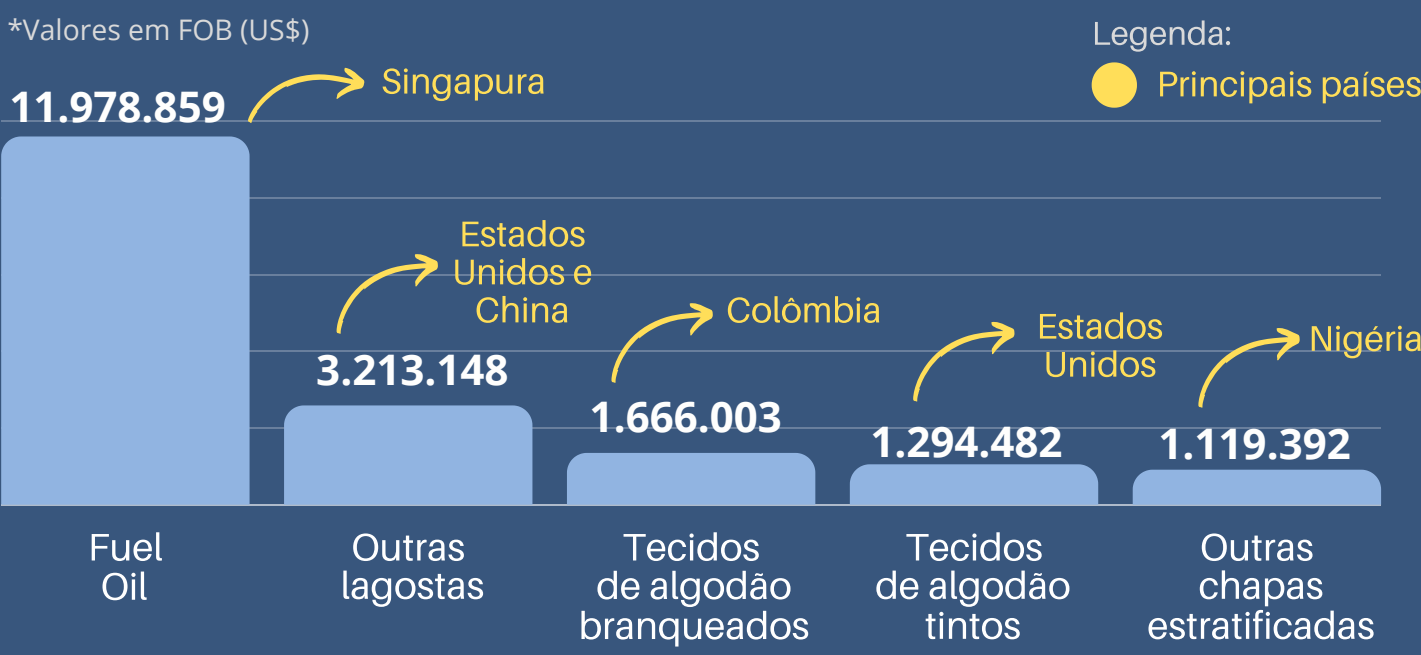 *Valores em FOB (US$)
Legenda:
Principais países
11.978.859
Singapura
3.213.148
Estados
Unidos e
China
1.666.003
Colômbia
1.294.482
Estados
Unidos
1.119.392
Nigéria
Fuel
Oil
Outras
lagostas
Tecidos
de algodão
branqueados
Tecidos
de algodão
tintos
Outras
chapas
estratificadas